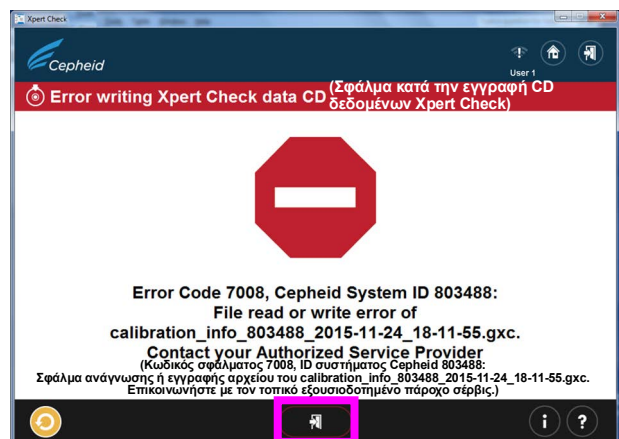 Xpert Check
Cepheid
User 1
Error writing Xpert Check data CD (Σφάλμα κατά την εγγραφή CD
δεδομένων Xpert Check)
Error Code 7008, Cepheid System ID 803488:
File read or write error of
calibration_info_803488_2015-11-24_18-11-55.gxc.
Contact your Authorized Service Provider
(Κωδικός σφάλματος 7008, ID συστήματος Cepheid 803488:
Σφάλμα ανάγνωσης ή εγγραφής αρχείου του calibration_info_803488_2015-11-24_18-11-55.gxc.
Επικοινωνήστε με τον τοπικό εξουσιοδοτημένο πάροχο σέρβις.)
i ?